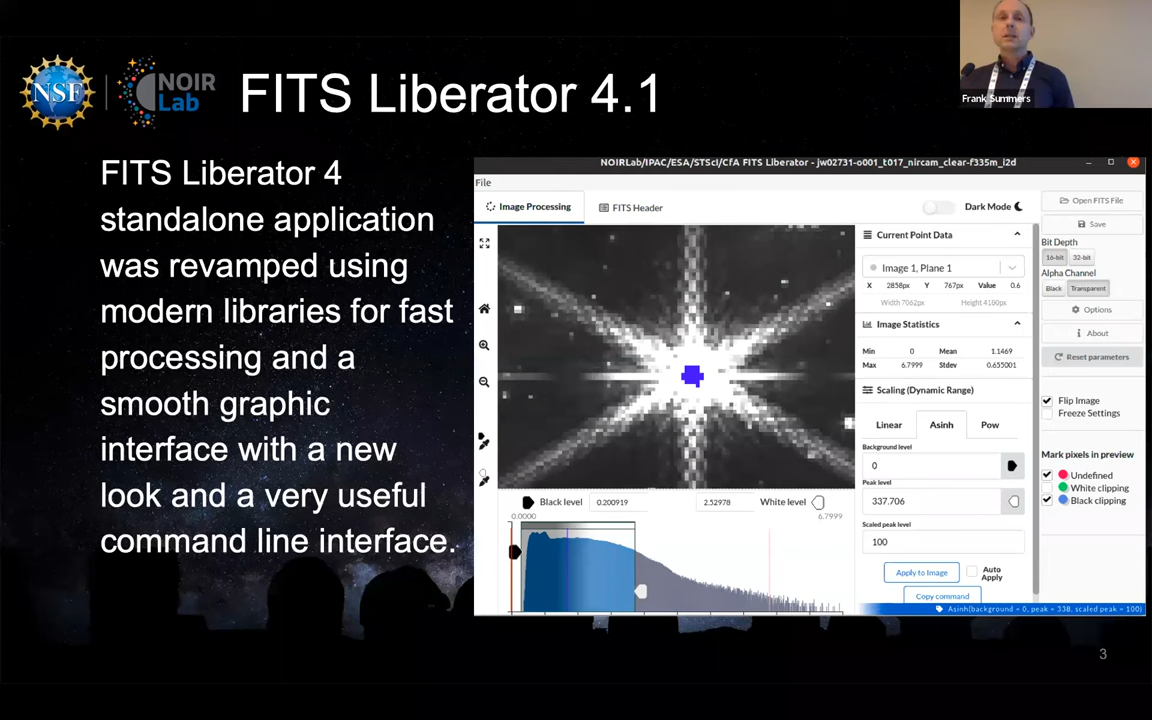 Frank Summers
NSF
NOIR
Lab
FITS Liberator 4.1
FITS Liberator 4
standalone application
was revamped using
modern libraries for fast
processing and a
smooth graphic
interface with a new
look and a very useful
command line interface.
NOIRLab/IPAC/ESA/STScI/CfA FITS Liberator - jw02731-o001_t017_nircam_clear-f335m_i2d
File
Image Processing
FITS Header
Dark Mode
Current Point Data
Image 1, Plane 1
X 2858px Y 767px Value 0.6
Width 7062px Height 4180px
Image Statistics
Min 0 Mean 1.1469
Max 6.7999 Stdev 0.655001
Scaling (Dynamic Range)
Linear Asinh Pow
Background level
0
Peak level
337.706
Scaled peak level
100
Apply to Image
Auto
Apply
Copy command
Open FITS File
Save
Bit Depth
16-bit 32-bit
Alpha Channel
Black Transparent
Options
About
Reset parameters
Flip Image
Freeze Settings
Mark pixels in preview
Undefined
White clipping
Black clipping
Black level 0.200919 2.52978 White level
0.0000 6.7999
Asinh(background = 0, peak = 338, scaled peak = 100)
3